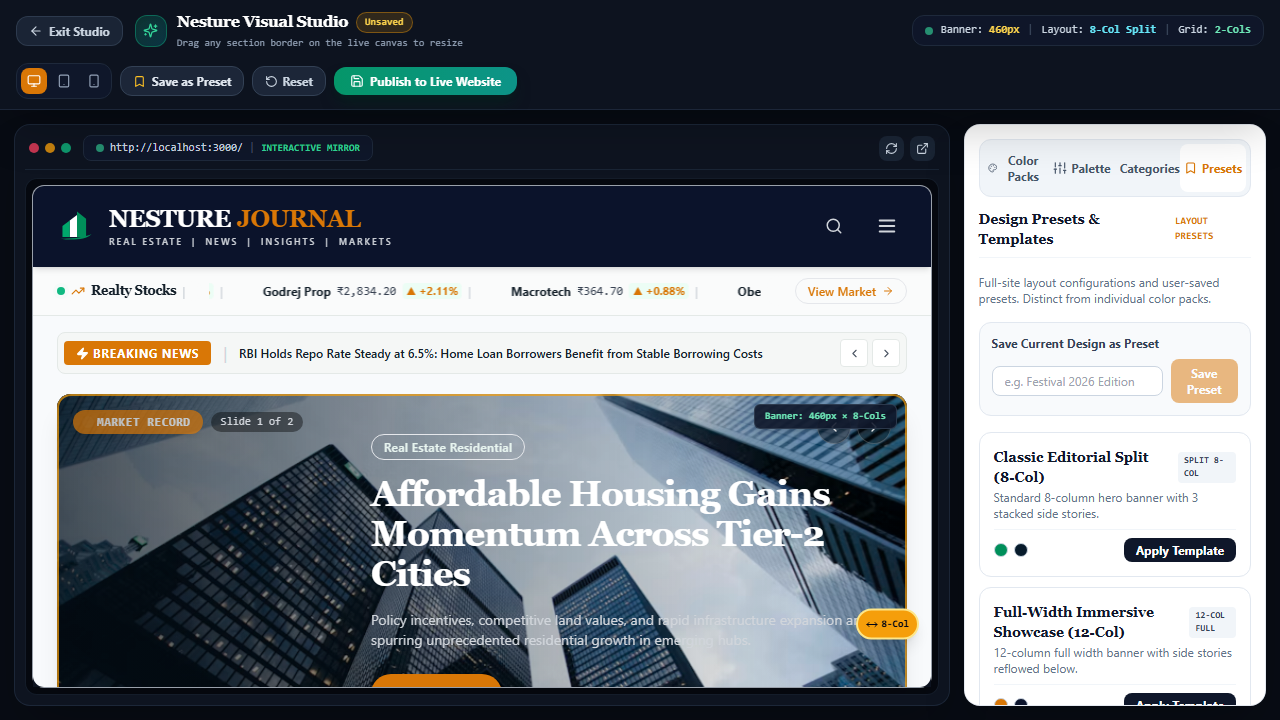 Exit Studio
Nesture Visual Studio
Unsaved
Drag any section border on the live canvas to resize
Banner: 460px | Layout: 8-Col Split | Grid: 2-Cols
Save as Preset
Reset
Publish to Live Website
http://localhost:3000/ | INTERACTIVE MIRROR
NESTURE JOURNAL
REAL ESTATE | NEWS | INSIGHTS | MARKETS
Realty Stocks |
|
Godrej Prop ₹2,834.20 ▲ +2.11% |
Macrotech ₹364.70 ▲ +0.88% |
Obe
View Market →
BREAKING NEWS
RBI Holds Repo Rate Steady at 6.5%: Home Loan Borrowers Benefit from Stable Borrowing Costs
MARKET RECORD
Slide 1 of 2
Banner: 460px × 8-Cols
Real Estate Residential
Affordable Housing Gains
Momentum Across Tier-2
Cities
Policy incentives, competitive land values, and rapid infrastructure expansion
spurring unprecedented residential growth in emerging hubs.
↔ 8-Col
Color
Packs
Palette
Categories
Presets
Design Presets &
Templates
LAYOUT
PRESETS
Full-site layout configurations and user-saved
presets. Distinct from individual color packs.
Save Current Design as Preset
e.g. Festival 2026 Edition
Save
Preset
Classic Editorial Split
(8-Col)
SPLIT 8-
COL
Standard 8-column hero banner with 3
stacked side stories.
Apply Template
Full-Width Immersive
Showcase (12-Col)
12-COL
FULL
12-column full width banner with side stories
reflowed below.
Apply Template